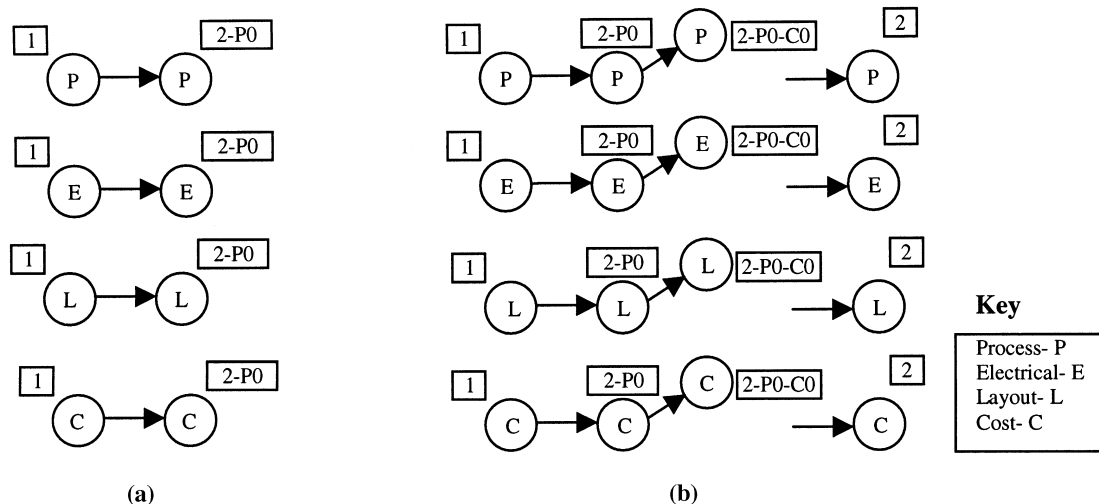 1 2-P0
P P
1 2-P0
E E
1 2-P0
L L
1 2-P0
C C
(a)
1 2-P0 P 2-P0-C0 2
P P P
1 2-P0 E 2-P0-C0 2
E E E
1 2-P0 L 2-P0-C0 2
L L L
1 2-P0 C 2-P0-C0 2
C C C
(b)
Key
Process- P
Electrical- E
Layout- L
Cost- C